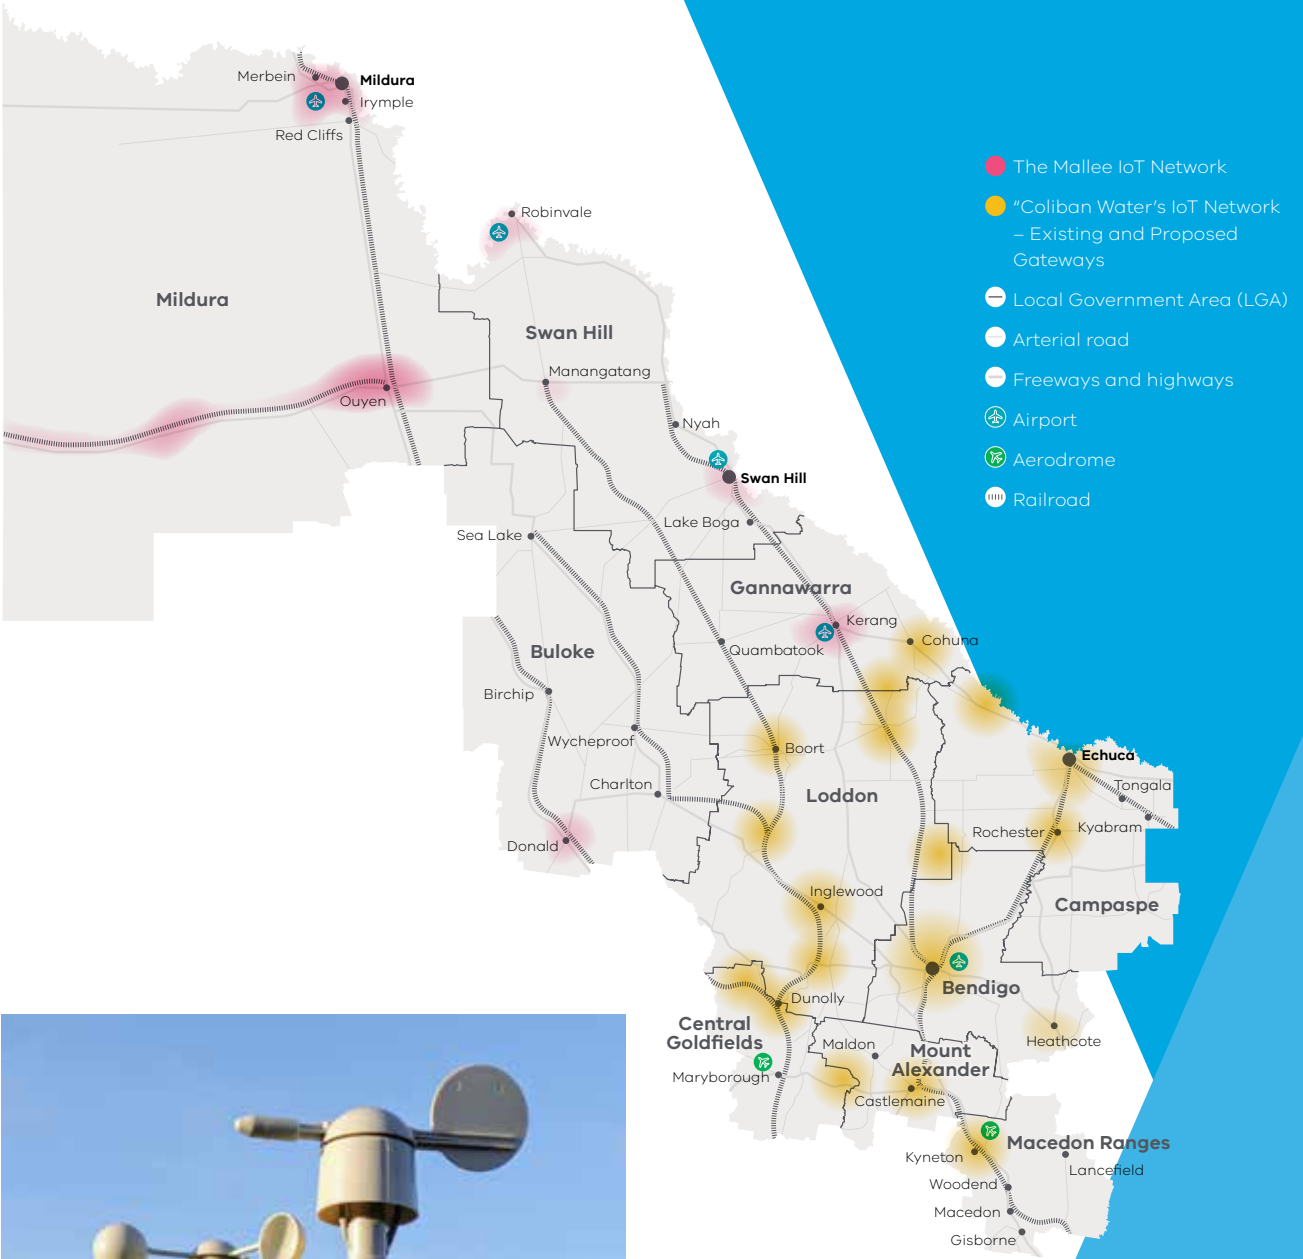 Merbein
Mildura
Irymple
Red Cliffs
Robinvale
Mildura
Swan Hill
Manangatang
Ouyen
Nyah
Swan Hill
Lake Boga
Sea Lake
Gannawarra
Kerang
Cohuna
Quambatook
Buloke
Birchip
Wycheproof
Boort
Echuca
Charlton
Loddon
Tongala
Rochester
Kyabram
Donald
Inglewood
Campaspe
Bendigo
Dunolly
Central
Goldfields
Heathcote
Maldon
Mount
Alexander
Maryborough
Castlemaine
Macedon Ranges
Kyneton
Lancefield
Woodend
Macedon
Gisborne
The Mallee IoT Network
“Coliban Water’s IoT Network
– Existing and Proposed
Gateways
Local Government Area (LGA)
Arterial road
Freeways and highways
Airport
Aerodrome
Railroad